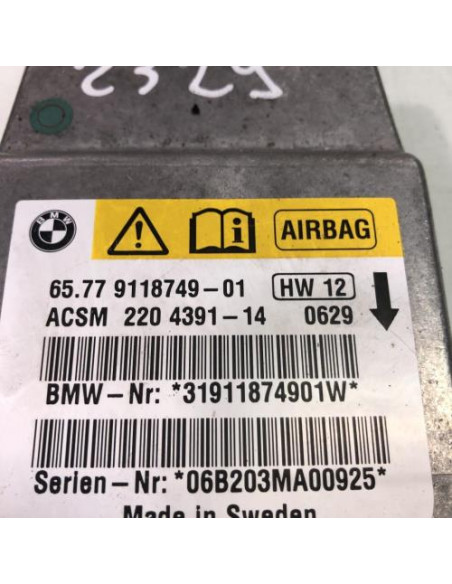 BMW AIRBAG
65.77 9118749-01 HW 12
ACSM 220 4391-14 0629
BMW-Nr: *31911874901W*
Serien-Nr: *06B203MA00925*
Made in Sweden